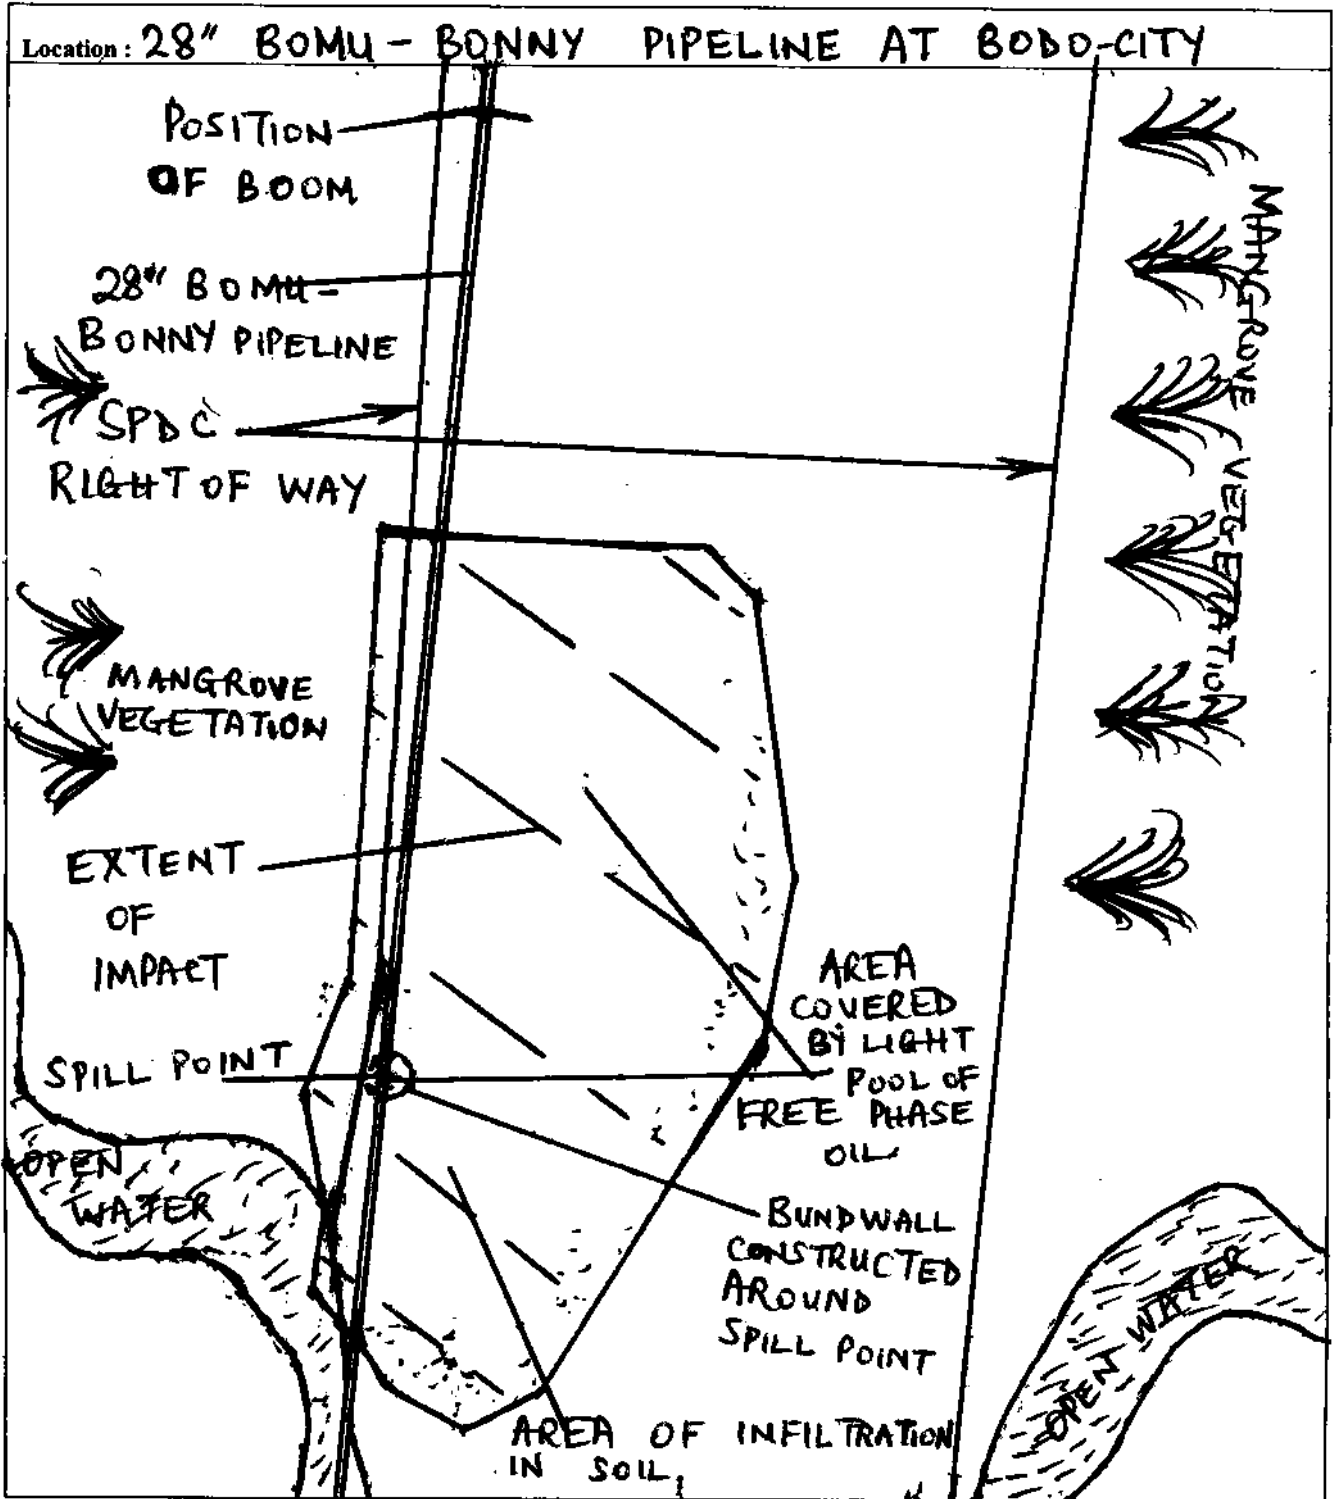 Location : 28" BOMU - BONNY PIPELINE AT BODO-CITY
POSITION
OF BOOM
28" BOMU-
BONNY PIPELINE
SPDC
RIGHT OF WAY
MANGROVE VEGETATION
MANGROVE
VEGETATION
EXTENT
OF
IMPACT
AREA
COVERED
BY LIGHT
POOL OF
FREE PHASE
OIL
SPILL POINT
OPEN
WATER
BUNDWALL
CONSTRUCTED
AROUND
SPILL POINT
OPEN WATER
AREA OF INFILTRATION
IN SOIL,